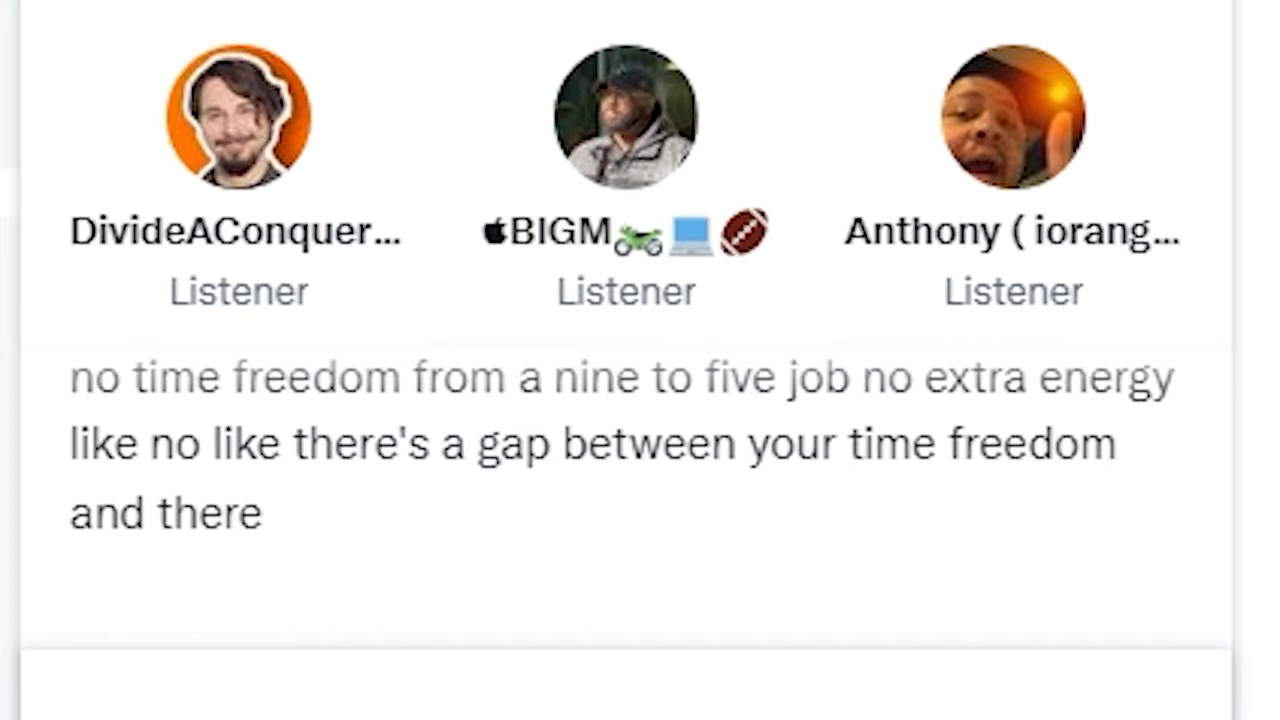 DivideAConquer...
🍎BIGM🏍️💻🏈
Anthony ( iorang...
Listener
Listener
Listener
no time freedom from a nine to five job no extra energy
like no like there's a gap between your time freedom
and there